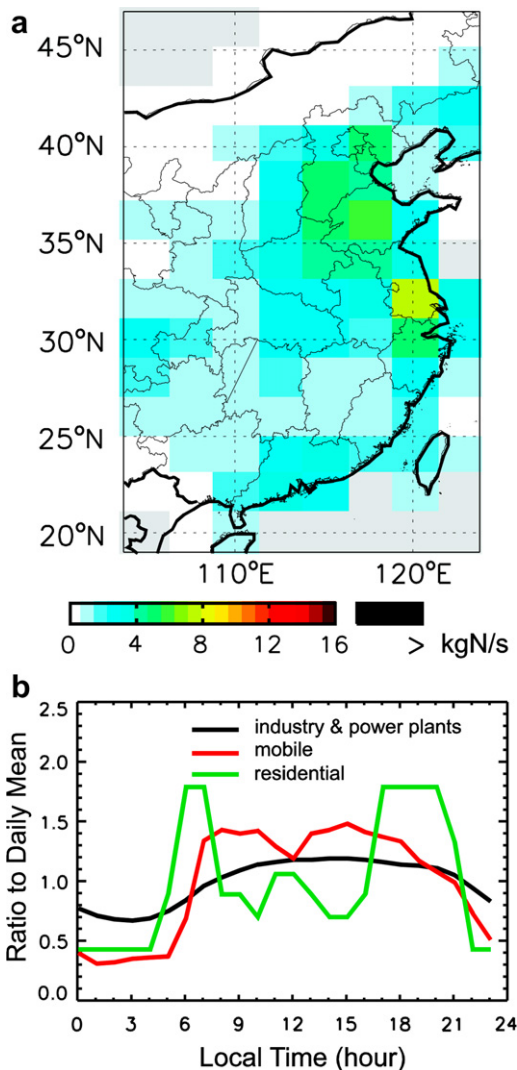 a
45°N
40°N
35°N
30°N
25°N
20°N
110°E 120°E
0 4 8 12 16 > kgN/s
b
2.5
2.0
1.5
1.0
0.5
0.0
Ratio to Daily Mean
industry & power plants
mobile
residential
0 3 6 9 12 15 18 21 24
Local Time (hour)